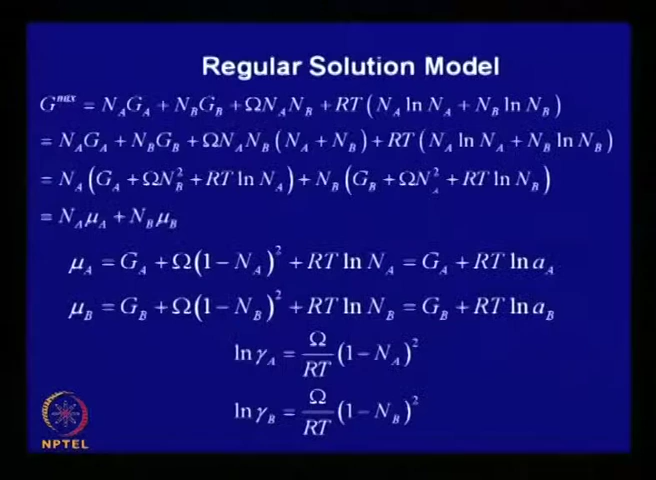 Regular Solution Model
G^mix = N_A G_A + N_B G_B + ΩN_A N_B + RT(N_A ln N_A + N_B ln N_B)
= N_A G_A + N_B G_B + ΩN_A N_B (N_A + N_B) + RT(N_A ln N_A + N_B ln N_B)
= N_A (G_A + ΩN_B^2 + RT ln N_A) + N_B (G_B + ΩN_A^2 + RT ln N_B)
= N_A μ_A + N_B μ_B
μ_A = G_A + Ω(1 − N_A)^2 + RT ln N_A = G_A + RT ln a_A
μ_B = G_B + Ω(1 − N_B)^2 + RT ln N_B = G_B + RT ln a_B
ln γ_A = Ω/RT (1 − N_A)^2
ln γ_B = Ω/RT (1 − N_B)^2
NPTEL